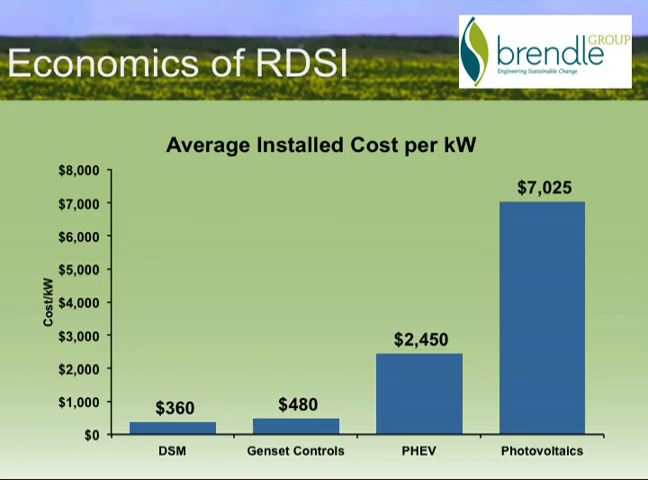 Economics of RDSI
brendle GROUP
Engineering Sustainable Change
Average Installed Cost per kW
Cost/kW
$8,000
$7,000
$6,000
$5,000
$4,000
$3,000
$2,000
$1,000
$0
$360
$480
$2,450
$7,025
DSM
Genset Controls
PHEV
Photovoltaics